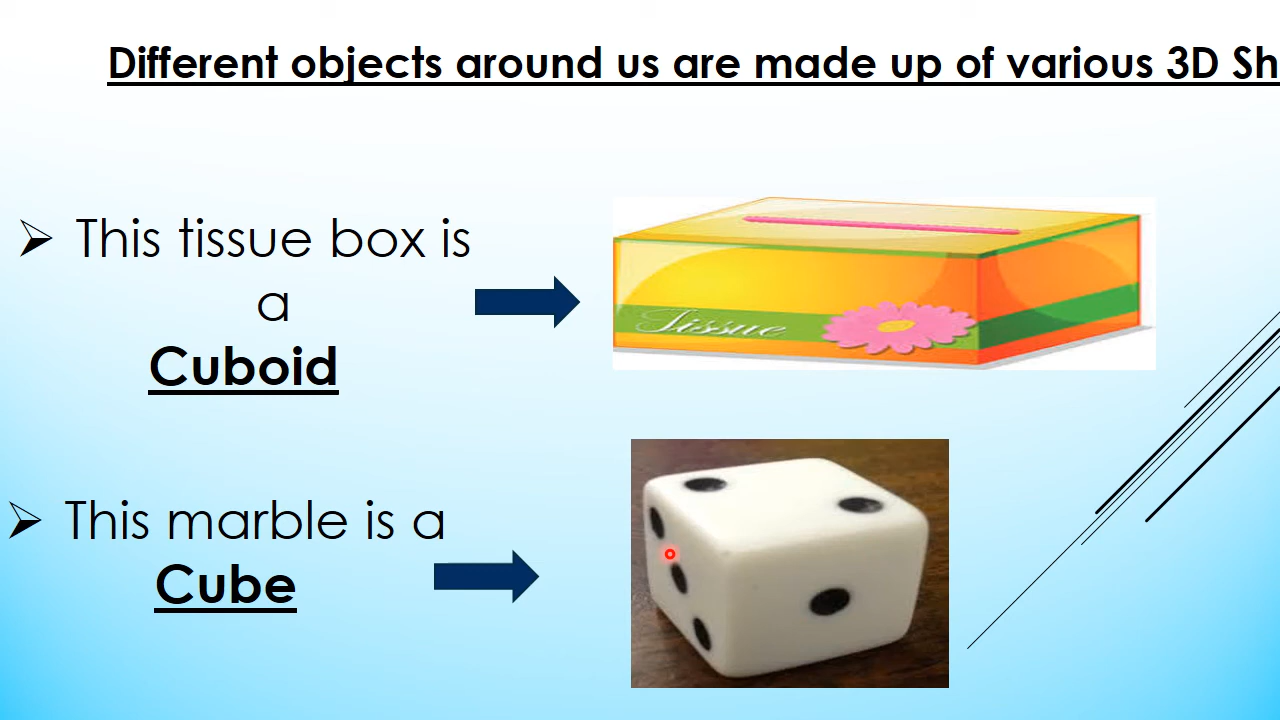 Different objects around us are made up of various 3D Sh
➢ This tissue box is
a
Cuboid
Tissue
➢ This marble is a
Cube